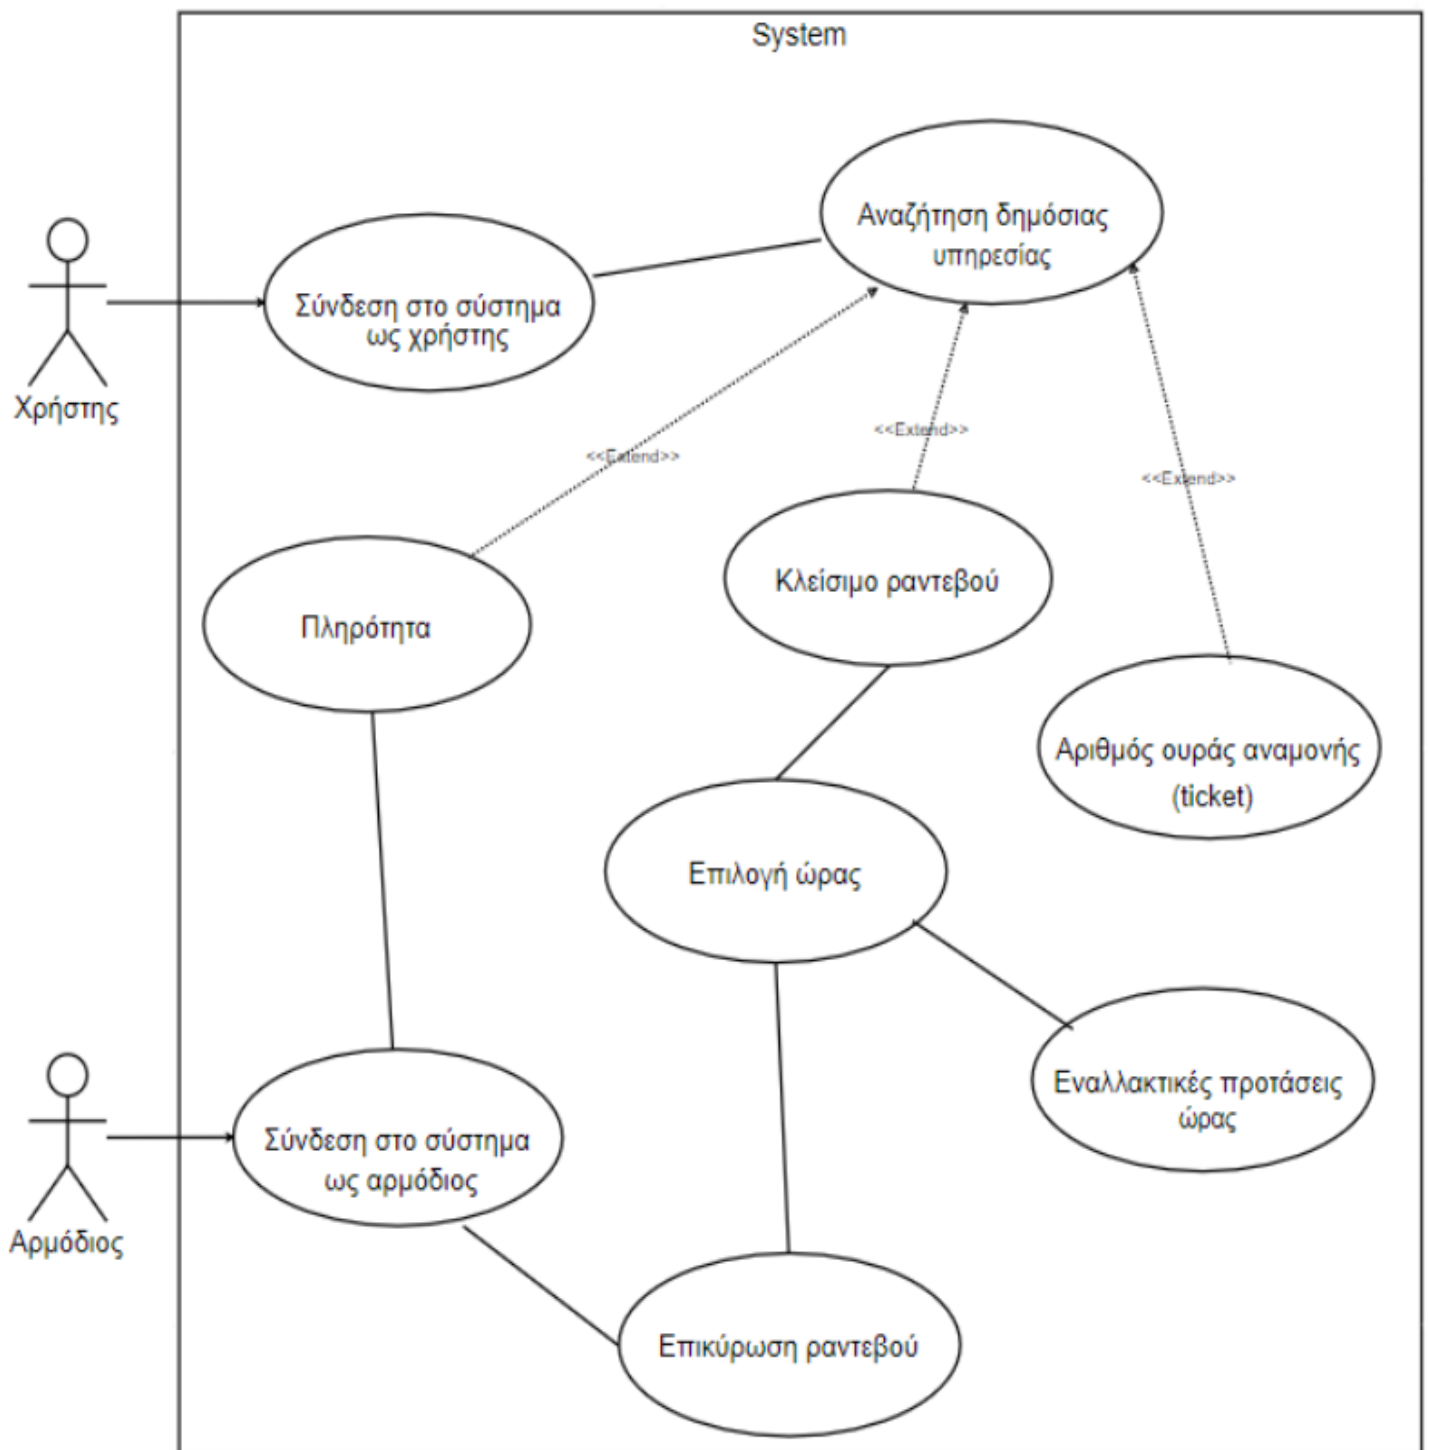 System
Αναζήτηση δημόσιας
υπηρεσίας
Σύνδεση στο σύστημα
ως χρήστης
Χρήστης
<<Extend>>
<<Extend>>
<<Extend>>
Κλείσιμο ραντεβού
Πληρότητα
Αριθμός ουράς αναμονής
(ticket)
Επιλογή ώρας
Εναλλακτικές προτάσεις
ώρας
Σύνδεση στο σύστημα
ως αρμόδιος
Αρμόδιος
Επικύρωση ραντεβού